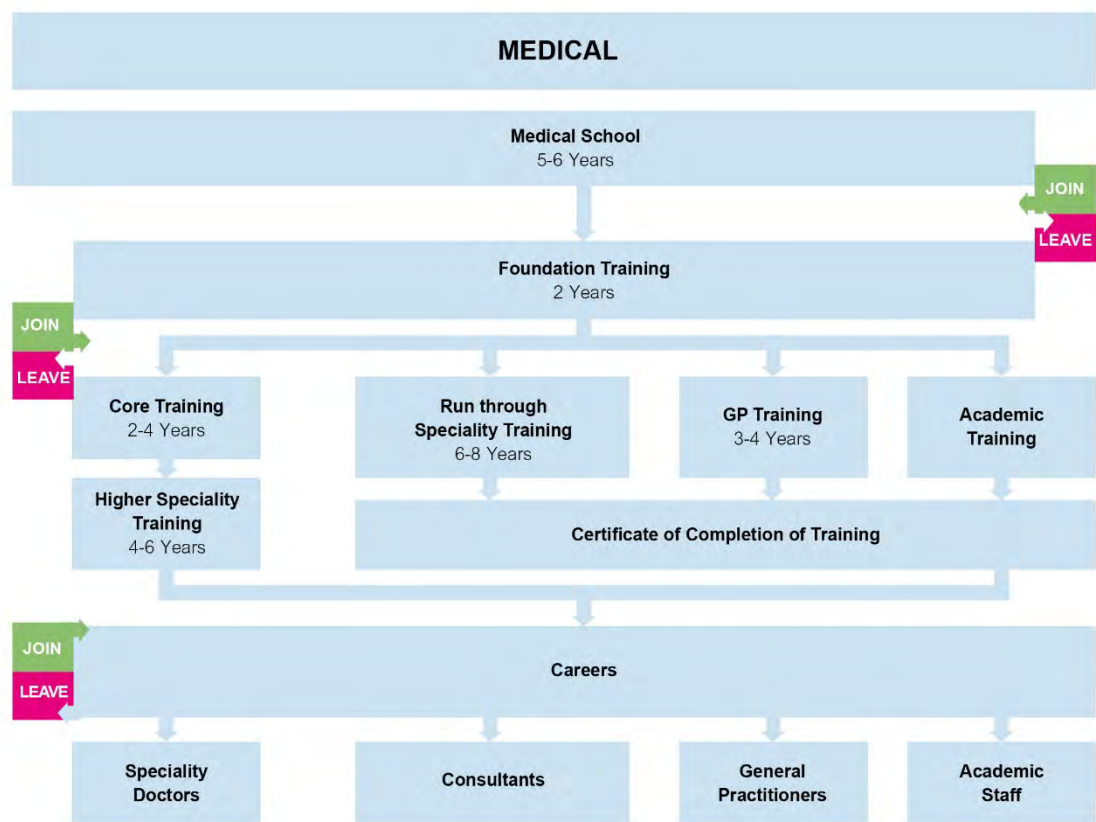 MEDICAL
Medical School
5-6 Years
JOIN
LEAVE
Foundation Training
2 Years
JOIN
LEAVE
Core Training
2-4 Years
Run through
Speciality Training
6-8 Years
GP Training
3-4 Years
Academic
Training
Higher Speciality
Training
4-6 Years
Certificate of Completion of Training
JOIN
LEAVE
Careers
Speciality
Doctors
Consultants
General
Practitioners
Academic
Staff